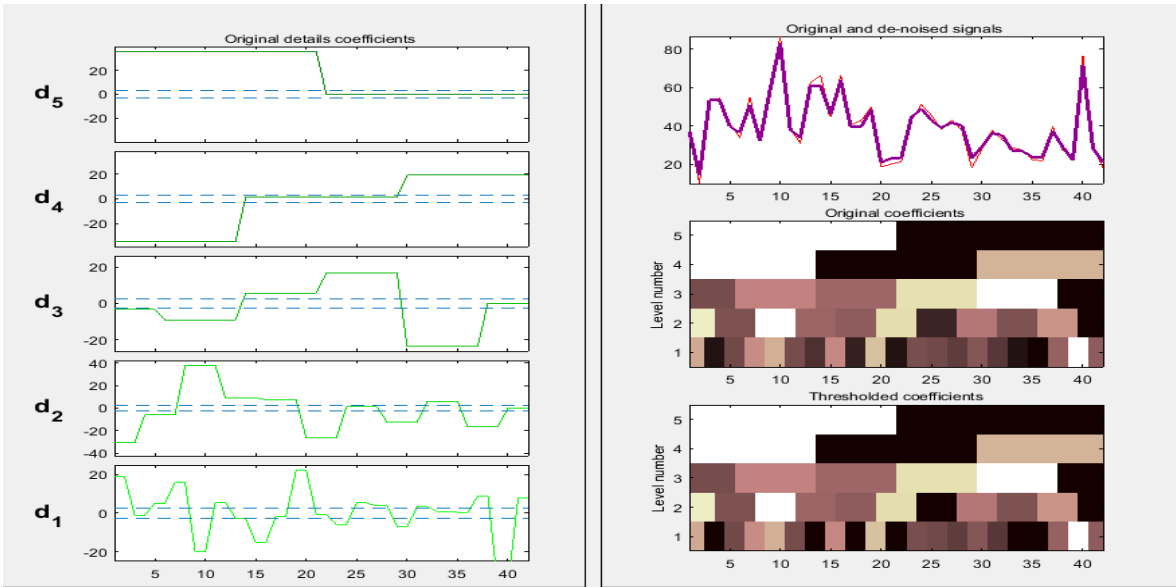 Original details coefficients
d5
20
0
-20
d4
20
0
-20
d3
20
0
-20
d2
40
20
0
-20
-40
d1
20
0
-20
5 10 15 20 25 30 35 40
Original and de-noised signals
80
60
40
20
5 10 15 20 25 30 35 40
Original coefficients
Level number
5
4
3
2
1
5 10 15 20 25 30 35 40
Thresholded coefficients
Level number
5
4
3
2
1
5 10 15 20 25 30 35 40